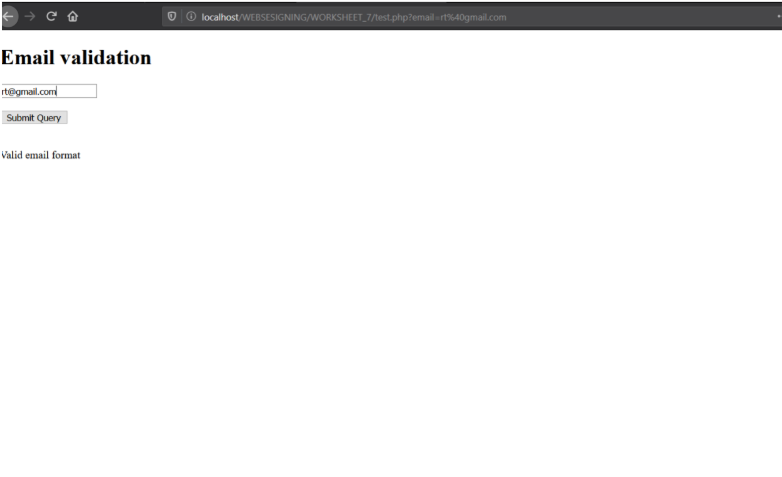 localhost/WEBSESIGNING/WORKSHEET_7/test.php?email=rt%40gmail.com
Email validation
rt@gmail.com
Submit Query
Valid email format